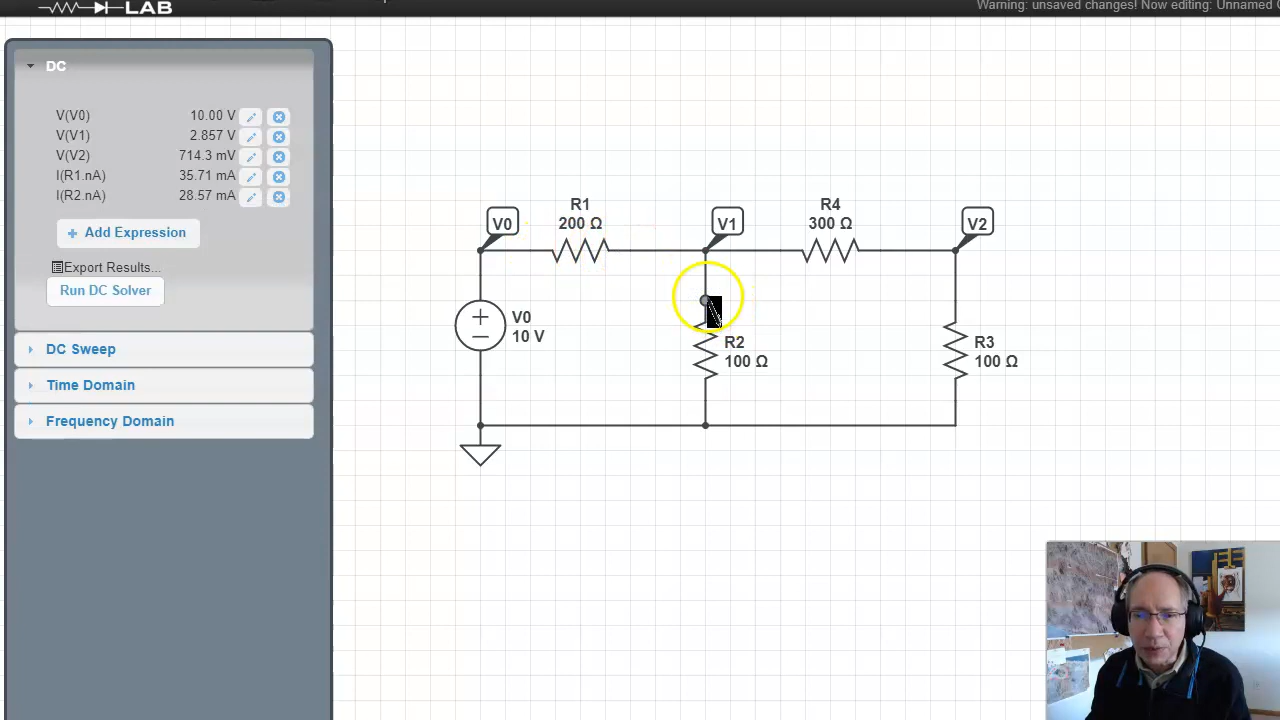 LAB
Warning: unsaved changes! Now editing: Unnamed
DC
V(V0) 10.00 V
V(V1) 2.857 V
V(V2) 714.3 mV
I(R1.nA) 35.71 mA
I(R2.nA) 28.57 mA
+ Add Expression
Export Results...
Run DC Solver
DC Sweep
Time Domain
Frequency Domain
V0
R1
200 Ω
V1
R4
300 Ω
V2
+
−
V0
10 V
R2
100 Ω
R3
100 Ω